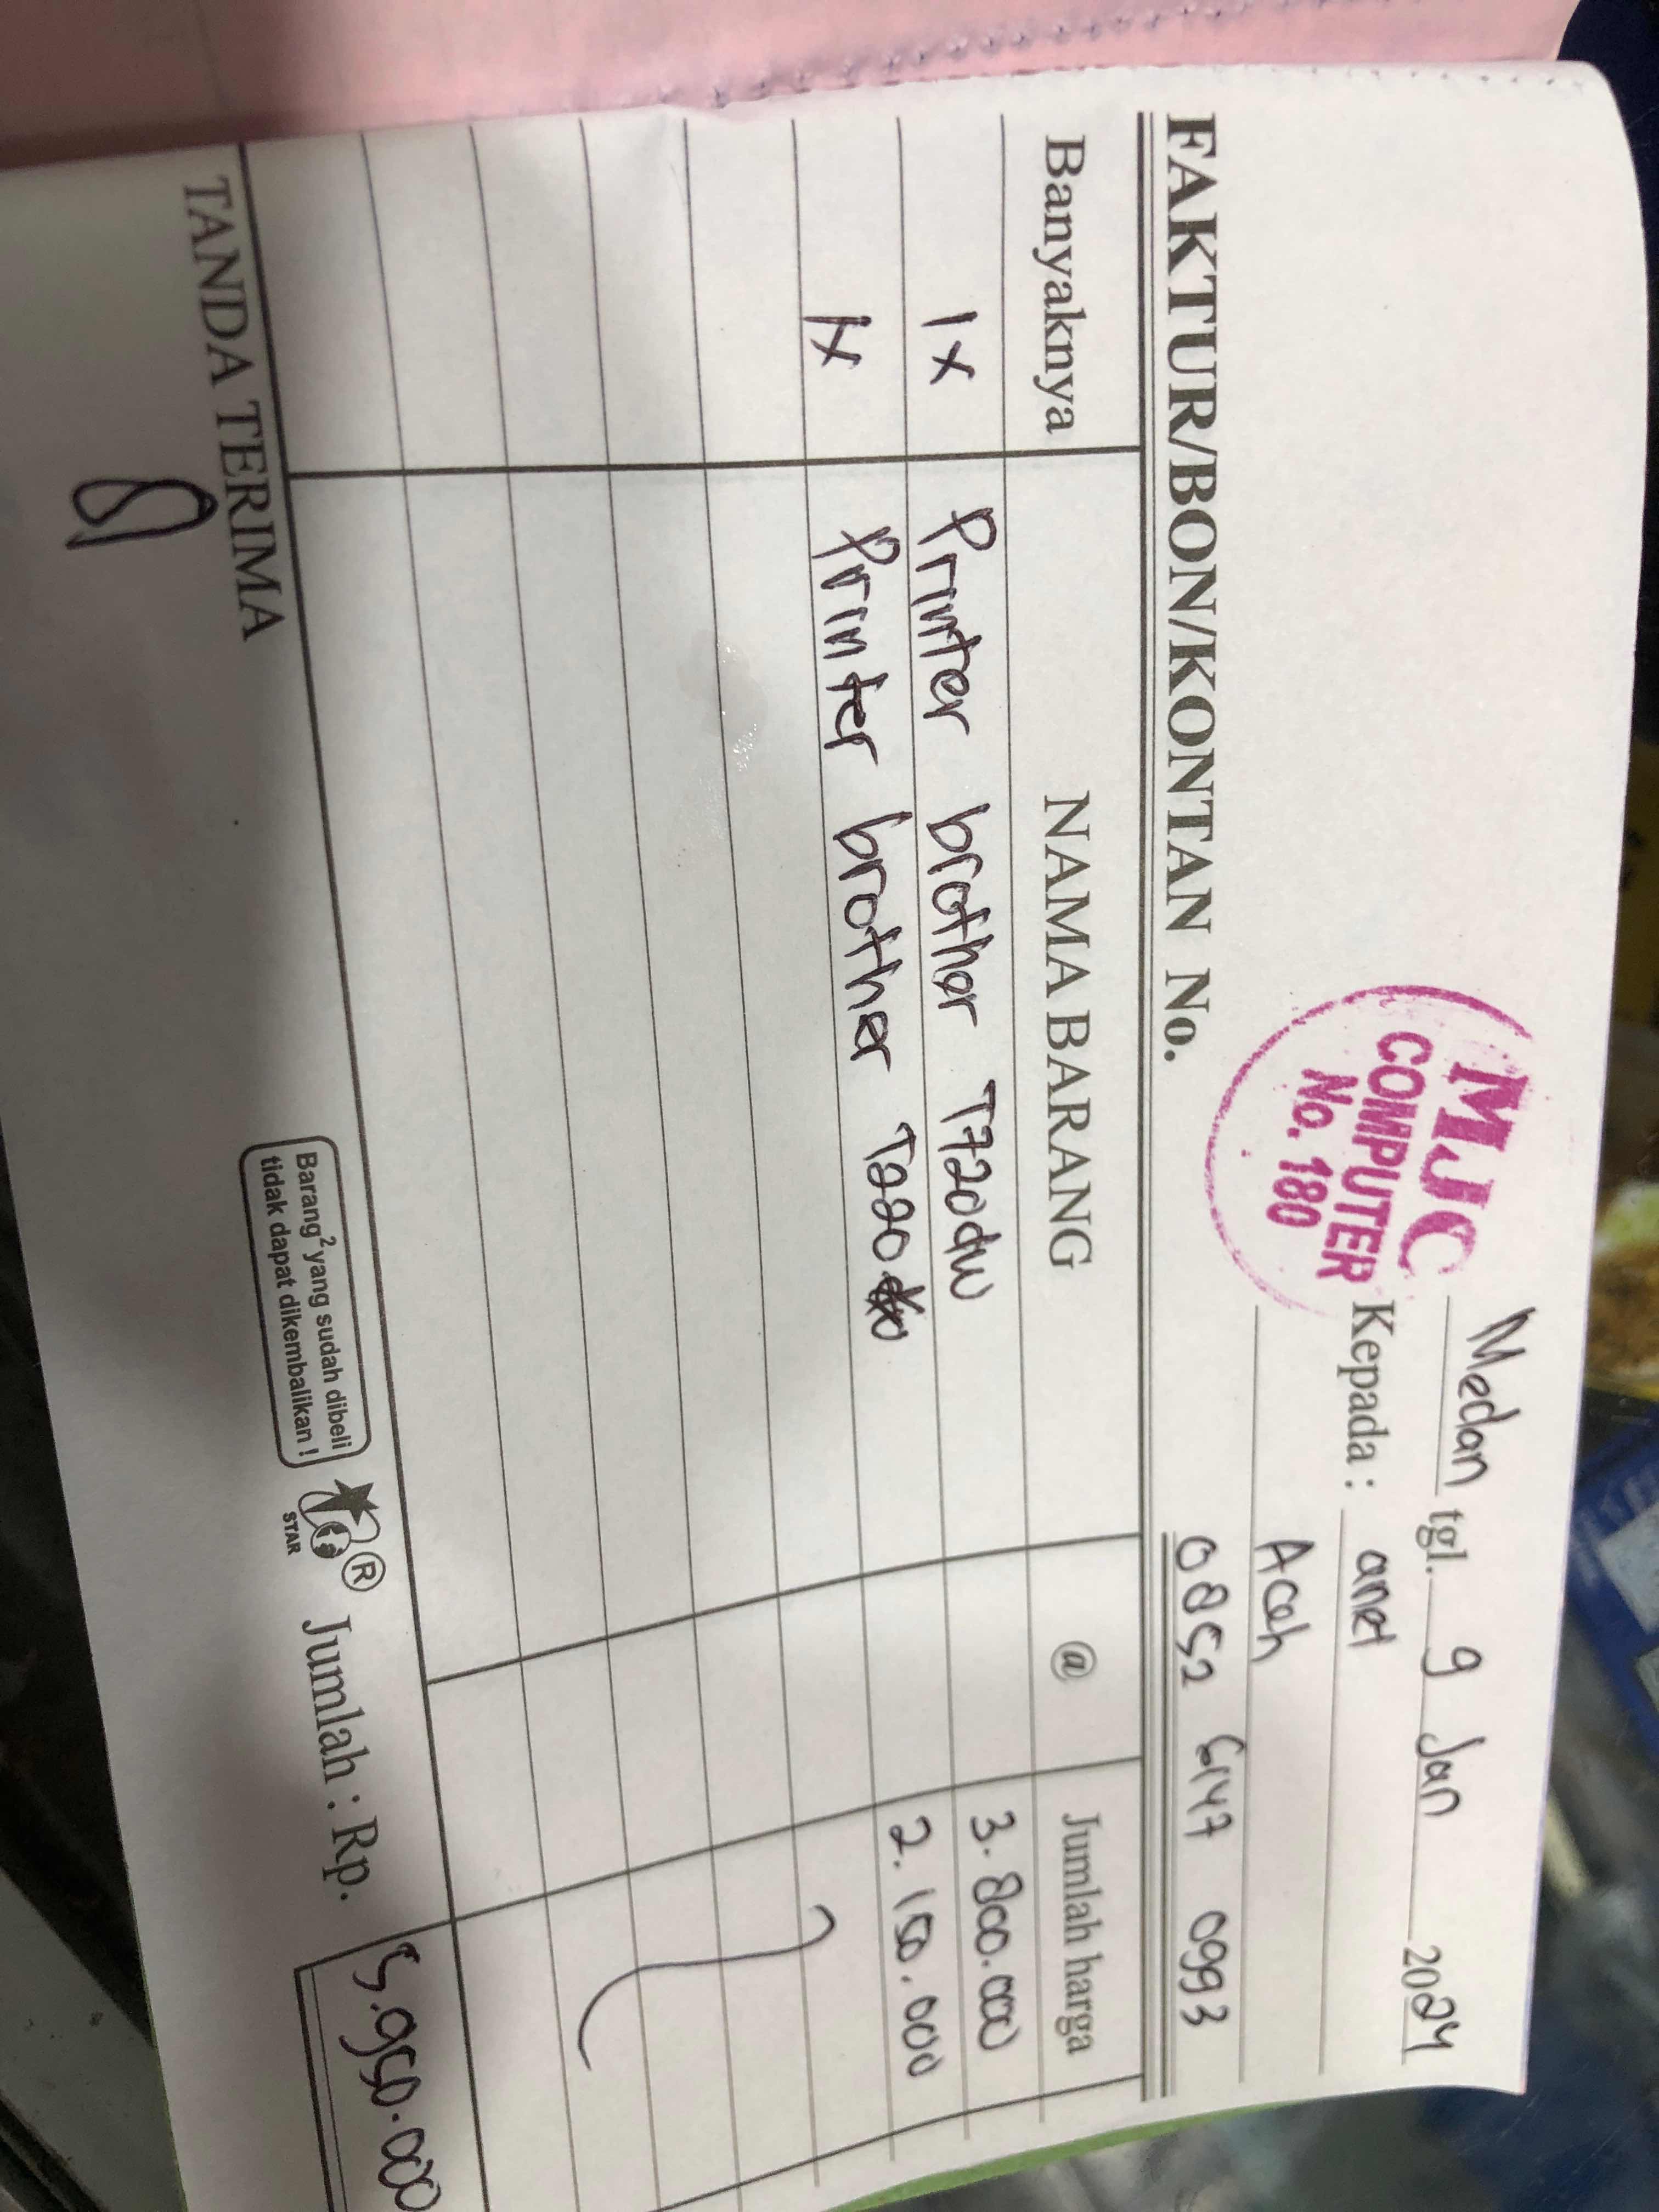 MJC
COMPUTER
No. 180
Medan tgl. 9 Jan 2024
Kepada : anet
Aceh
0852 6147 0993
FAKTUR/BON/KONTAN No.
Banyaknya NAMA BARANG @ Jumlah harga
1x Printer brother T720dw 3.800.000
1x Printer brother T220 2.150.000
TANDA TERIMA
Barang² yang sudah dibeli
tidak dapat dikembalikan !
STAR
®
Jumlah : Rp. 5.950.000